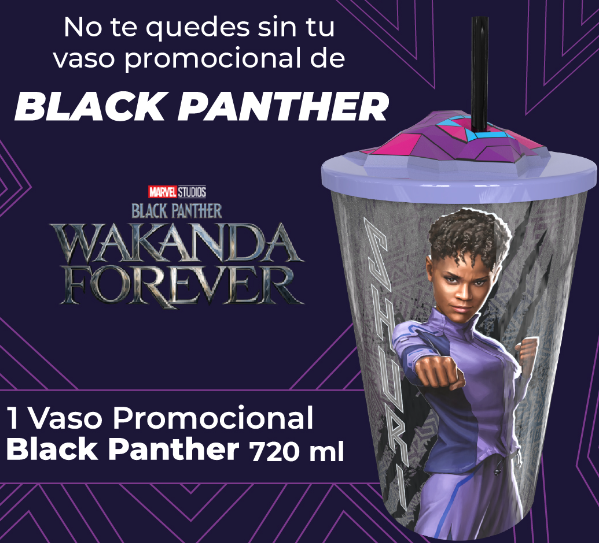 No te quedes sin tu
vaso promocional de
BLACK PANTHER
MARVEL STUDIOS
BLACK PANTHER
WAKANDA
FOREVER
SHURI
1 Vaso Promocional
Black Panther 720 ml